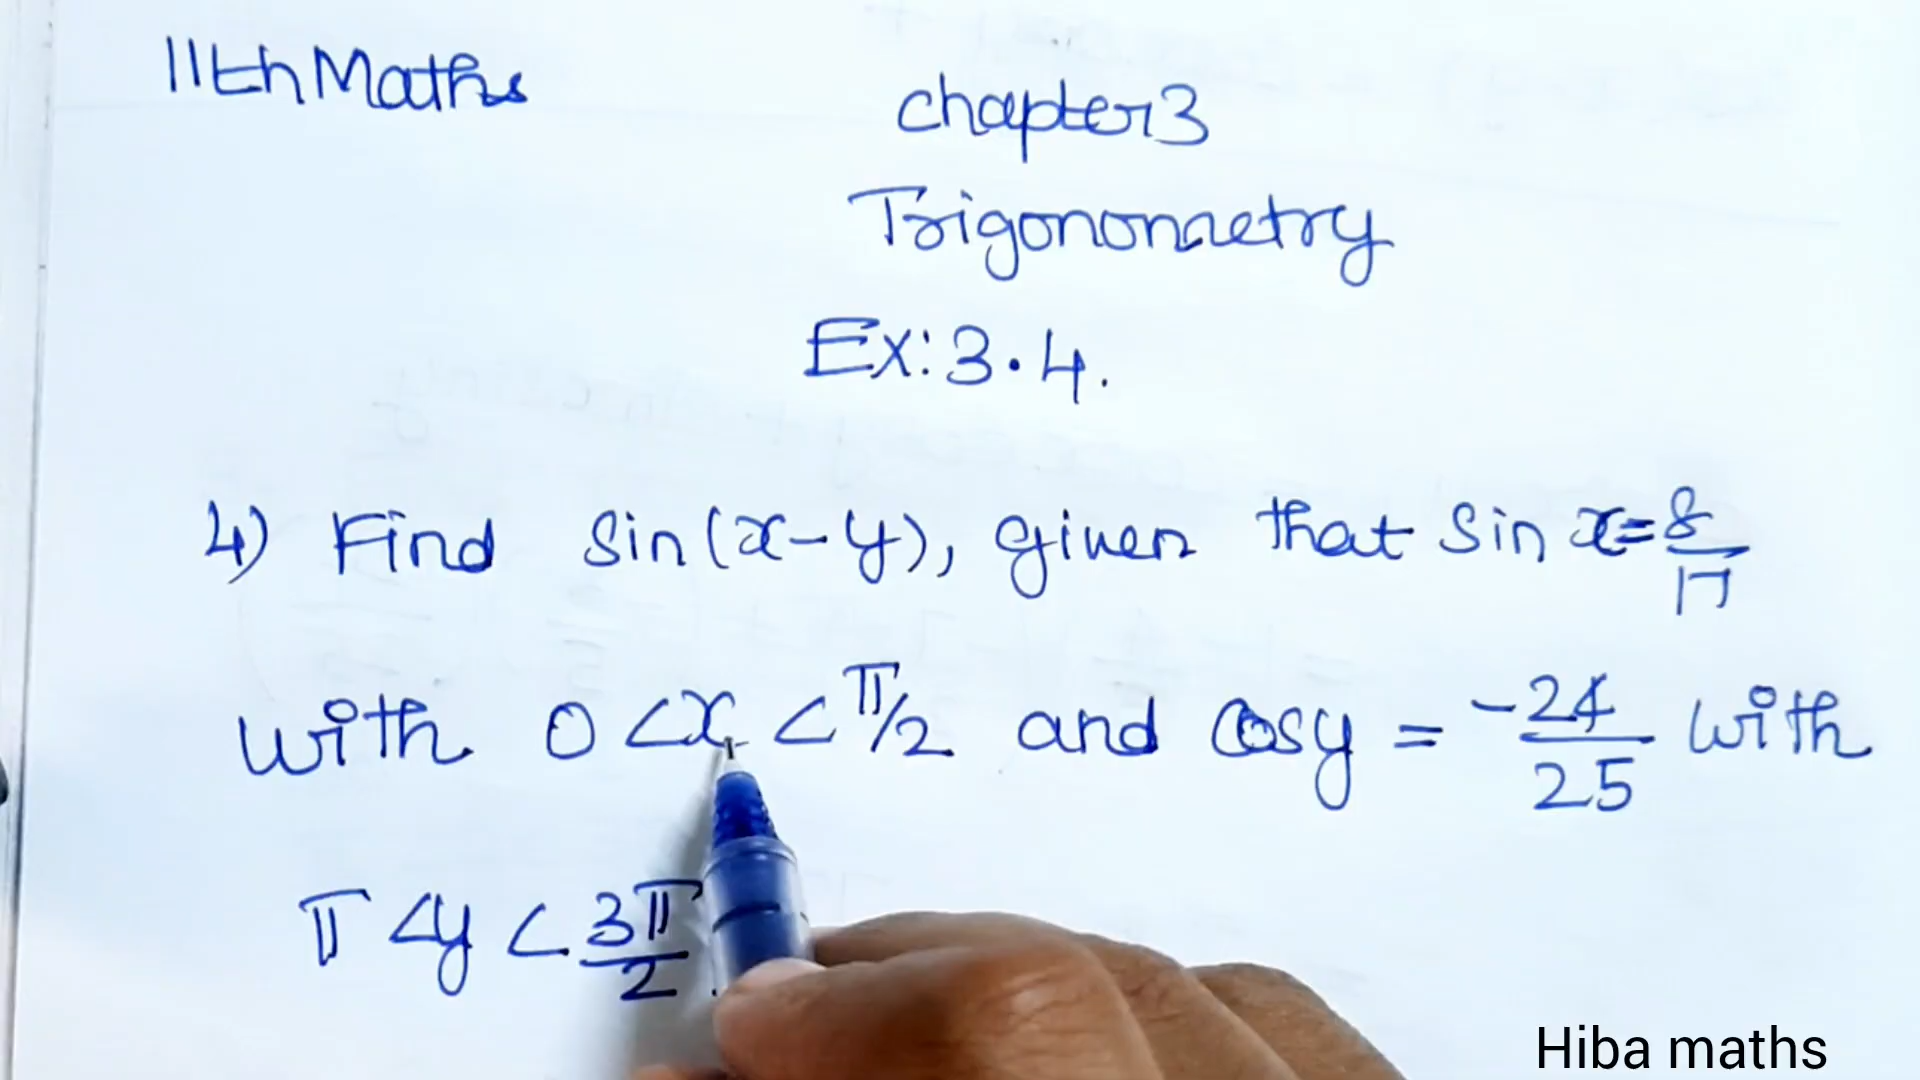 11th Maths
chapter 3
Trigonometry
Ex: 3.4.
4) Find sin(x-y), given that sin x = 8/17
with 0 < x < π/2 and cosy = -24/25 with
π < y < 3π/2.
Hiba maths